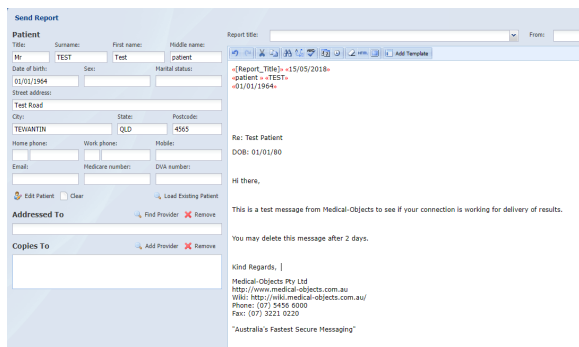 Send Report
Patient
Title: Surname: First name: Middle name:
Mr TEST Test patient
Date of birth: Sex: Marital status:
01/01/1964
Street address:
Test Road
City: State: Postcode:
TEWANTIN QLD 4565
Home phone: Work phone: Mobile:
Email: Medicare number: DVA number:
Edit Patient Clear Load Existing Patient
Addressed To Find Provider Remove
Copies To Add Provider Remove
Report title: From:
HTML Add Template
«[Report_Title]» «15/05/2018»
«patient » «TEST»
«01/01/1964»
Re: Test Patient
DOB: 01/01/80
Hi there,
This is a test message from Medical-Objects to see if your connection is working for delivery of results.
You may delete this message after 2 days.
Kind Regards,
Medical-Objects Pty Ltd
http://www.medical-objects.com.au
Wiki: http://wiki.medical-objects.com.au/
Phone: (07) 5456 6000
Fax: (07) 3221 0220
"Australia's Fastest Secure Messaging"